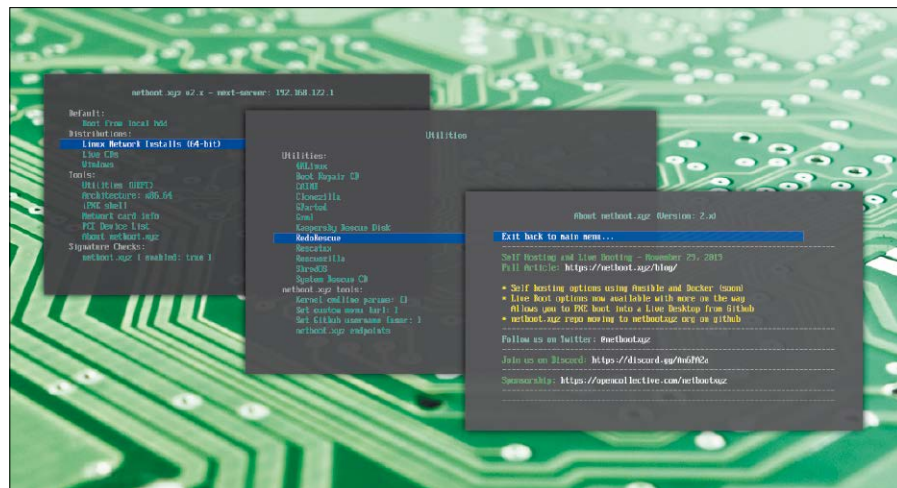 netboot.xyz v2.x - next-server: 192.168.122.1
Default:
Boot from local hdd
Distributions:
Linux Network Installs (64-bit)
Live CDs
Windows
Tools:
Utilities (UEFI)
Architecture: x86_64
iPXE shell
Network card info
PCI Device List
About netboot.xyz
Signature Checks:
netboot.xyz [ enabled: true ]
Utilities
Utilities:
4MLinux
Boot Repair CD
CAINE
Clonezilla
GParted
Grml
Kaspersky Rescue Disk
RedoRescue
Rescatux
Rescuezilla
ShredOS
System Rescue CD
netboot.xyz tools:
Kernel cmdline params: []
Set custom menu [url: ]
Set Github username [user: ]
netboot.xyz endpoints
About netboot.xyz (Version: 2.x)
Exit back to main menu...
Self Hosting and Live Booting - November 25, 2019
Full Article: https://netboot.xyz/blog/
* Self hosting options using Ansible and Docker (soon)
* Live Boot options now available with more on the way
Allows you to PXE boot into a Live Desktop from Github
* netboot.xyz repo moving to netbootxyz org on github
Follow us on Twitter: @netbootxyz
Join us on Discord:
Sponsorship: https://opencollective.com/netbootxyz